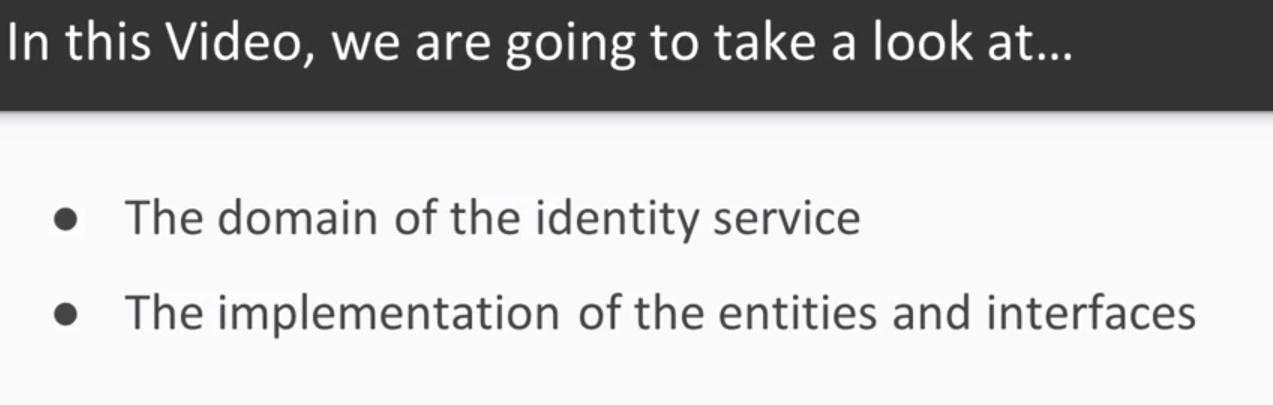 In this Video, we are going to take a look at...
● The domain of the identity service
● The implementation of the entities and interfaces